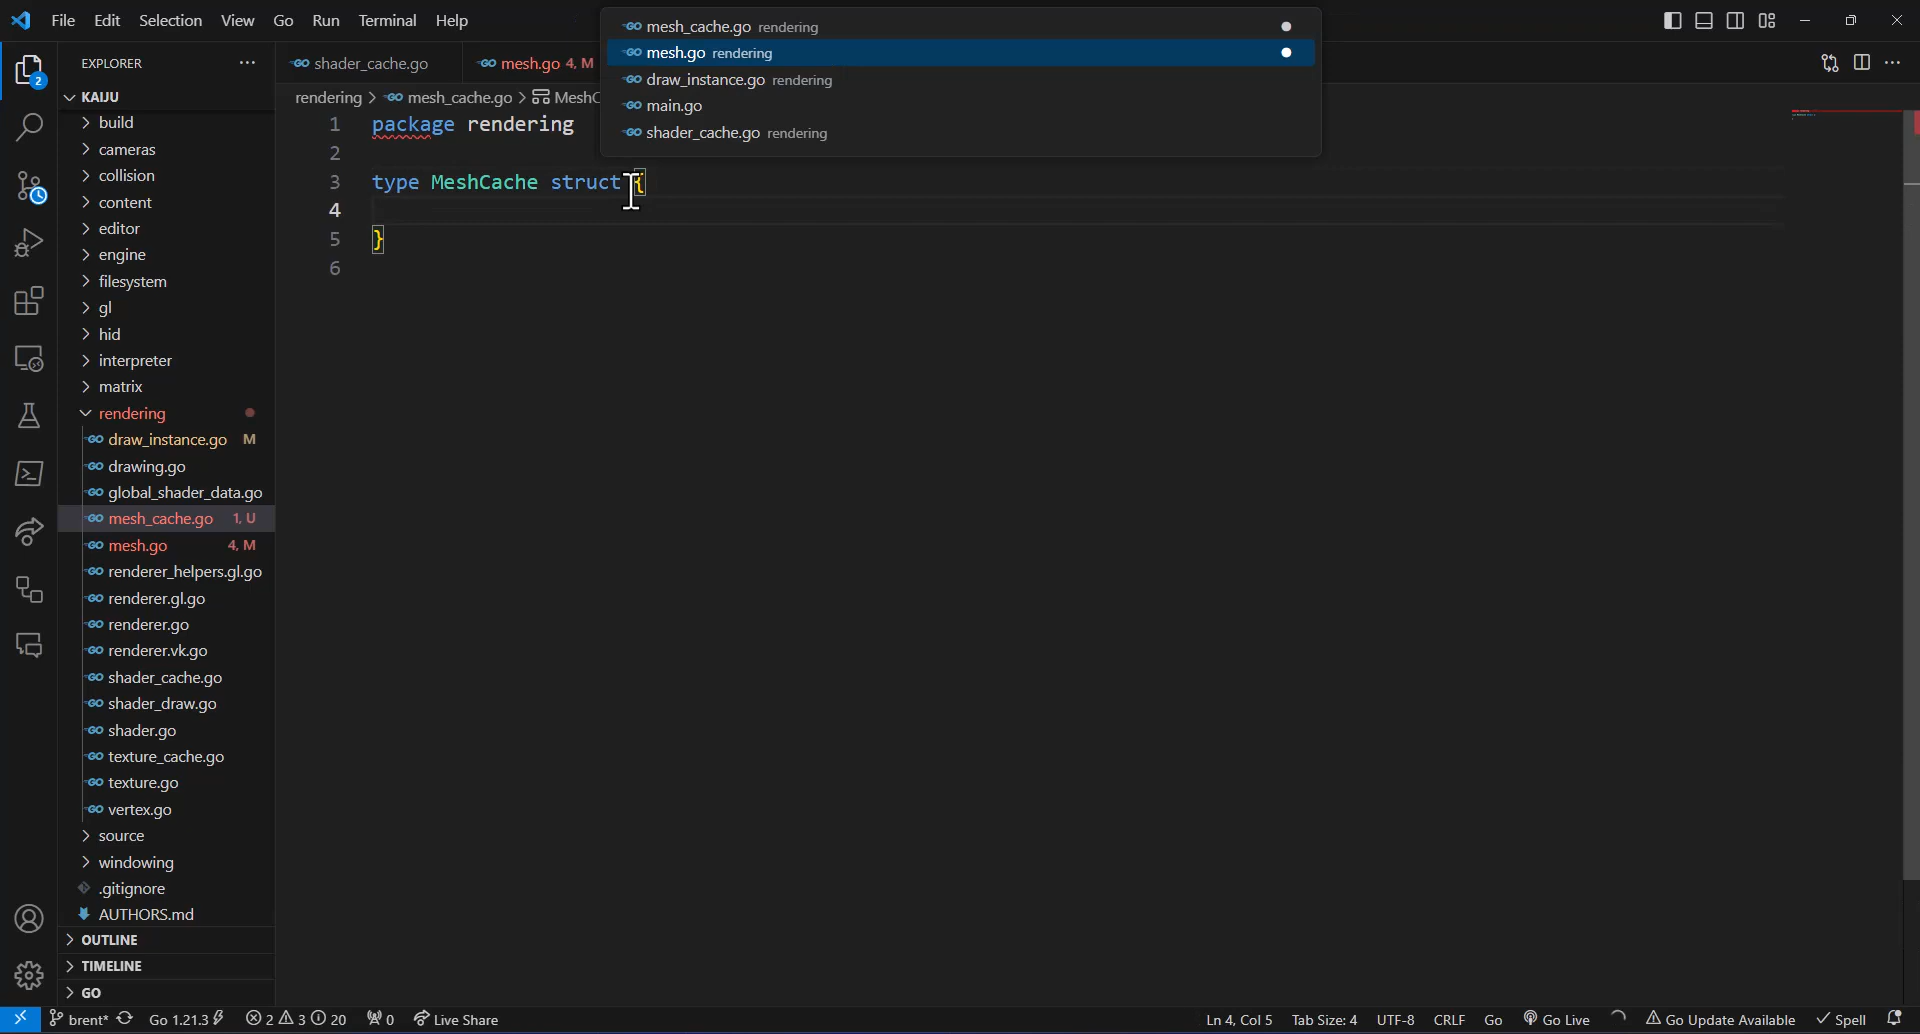 File Edit Selection View Go Run Terminal Help
mesh_cache.go rendering
mesh.go rendering
draw_instance.go rendering
main.go
shader_cache.go rendering
EXPLORER
shader_cache.go
mesh.go 4, M
rendering > mesh_cache.go > MeshC
KAIJU
build
cameras
collision
content
editor
engine
filesystem
gl
hid
interpreter
matrix
rendering
draw_instance.go M
drawing.go
global_shader_data.go
mesh_cache.go 1, U
mesh.go 4, M
renderer_helpers.gl.go
renderer.gl.go
renderer.go
renderer.vk.go
shader_cache.go
shader_draw.go
shader.go
texture_cache.go
texture.go
vertex.go
source
windowing
.gitignore
AUTHORS.md
OUTLINE
TIMELINE
GO
2
1 package rendering
2
3 type MeshCache struct {
4
5 }
6
brent* Go 1.21.3 2 3 20 0 Live Share
Ln 4, Col 5 Tab Size: 4 UTF-8 CRLF Go Go Live Go Update Available Spell